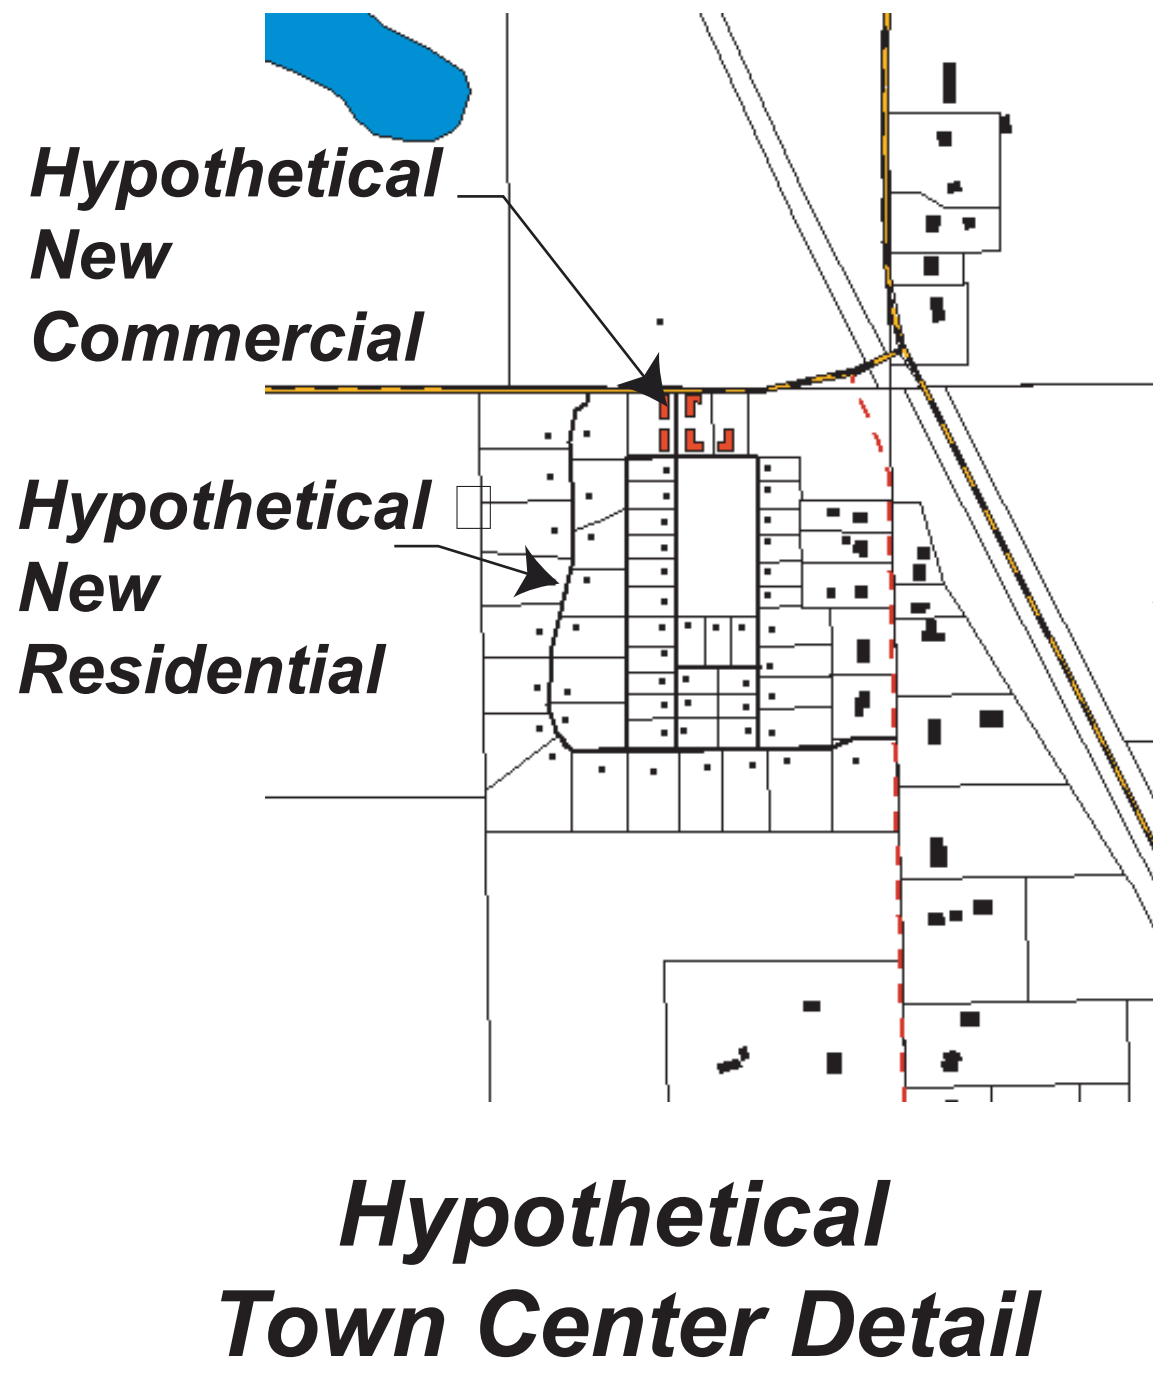 Hypothetical
New
Commercial
Hypothetical
New
Residential
Hypothetical
Town Center Detail